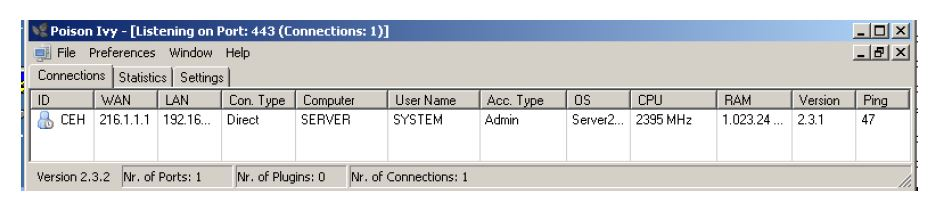 Poison Ivy - [Listening on Port: 443 (Connections: 1)]
File Preferences Window Help
Connections Statistics Settings
ID WAN LAN Con. Type Computer User Name Acc. Type OS CPU RAM Version Ping
CEH 216.1.1.1 192.16... Direct SERVER SYSTEM Admin Server2... 2395 MHz 1.023.24 ... 2.3.1 47
Version 2.3.2 Nr. of Ports: 1 Nr. of Plugins: 0 Nr. of Connections: 1